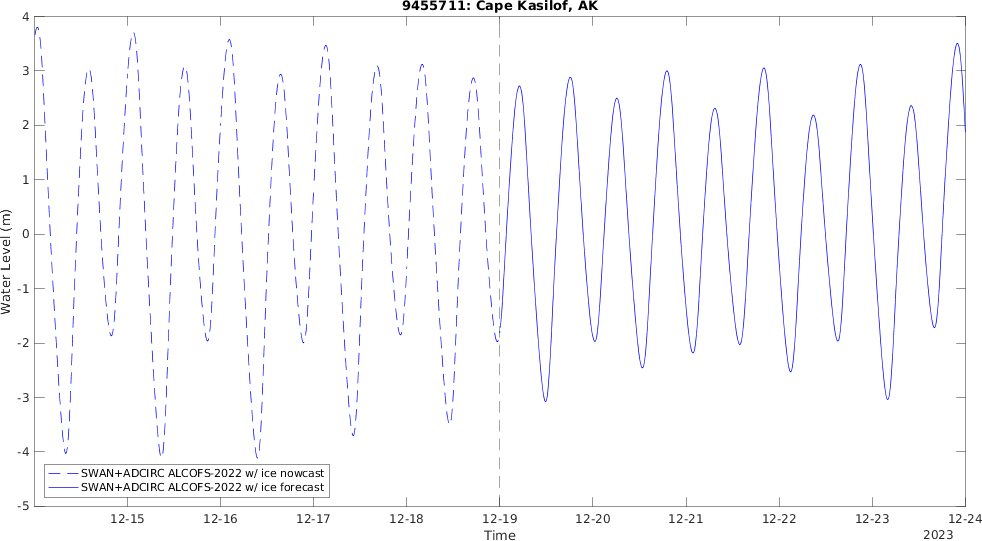 9455711: Cape Kasilof, AK
4
3
2
1
0
-1
-2
-3
-4
-5
Water Level (m)
SWAN+ADCIRC ALCOFS-2022 w/ ice nowcast
SWAN+ADCIRC ALCOFS-2022 w/ ice forecast
12-15 12-16 12-17 12-18 12-19 12-20 12-21 12-22 12-23 12-24
Time
2023